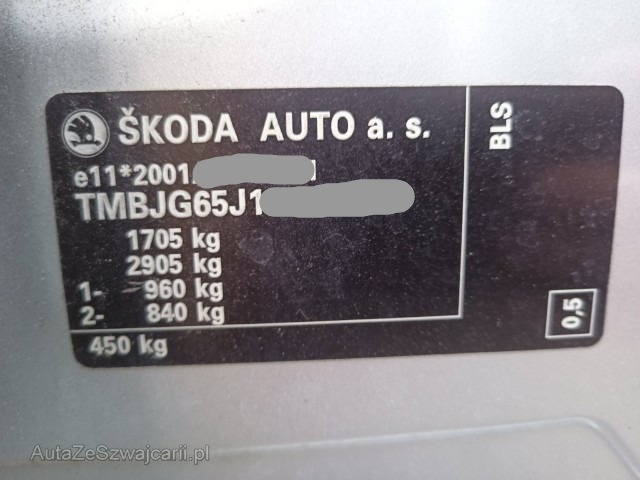 ŠKODA AUTO a. s.
e11*2001
TMBJG65J1
1705 kg
2905 kg
1- 960 kg
2- 840 kg
450 kg
BLS
0,5
AutaZeSzwajcarii.pl